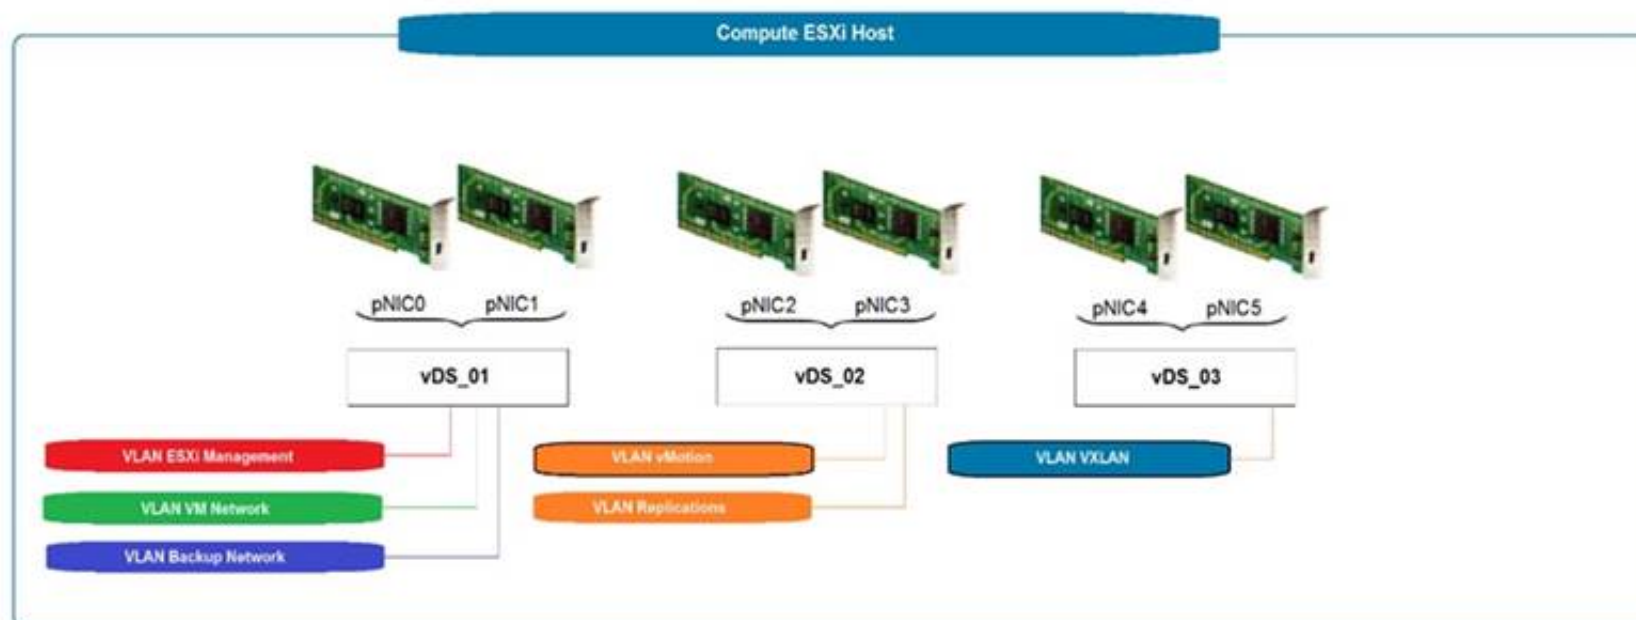 Compute ESXi Host
pNIC0 pNIC1 pNIC2 pNIC3 pNIC4 pNIC5
vDS_01 vDS_02 vDS_03
VLAN ESXi Management VLAN vMotion VLAN VXLAN
VLAN VM Network VLAN Replications
VLAN Backup Network